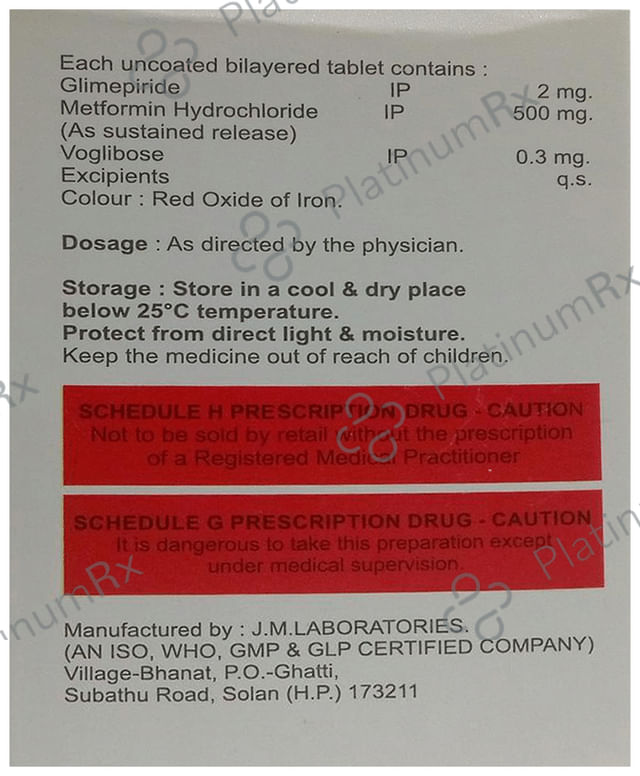 Each uncoated bilayered tablet contains :
Glimepiride IP 2 mg.
Metformin Hydrochloride IP 500 mg.
(As sustained release)
Voglibose IP 0.3 mg.
Excipients q.s.
Colour : Red Oxide of Iron.
Dosage : As directed by the physician.
Storage : Store in a cool & dry place
below 25°C temperature.
Protect from direct light & moisture.
Keep the medicine out of reach of children.
SCHEDULE H PRESCRIPTION DRUG - CAUTION
Not to be sold by retail without the prescription
of a Registered Medical Practitioner
SCHEDULE G PRESCRIPTION DRUG - CAUTION
It is dangerous to take this preparation except
under medical supervision.
Manufactured by : J.M.LABORATORIES.
(AN ISO, WHO, GMP & GLP CERTIFIED COMPANY)
Village-Bhanat, P.O.-Ghatti,
Subathu Road, Solan (H.P.) 173211
PlatinumRx
PlatinumRx